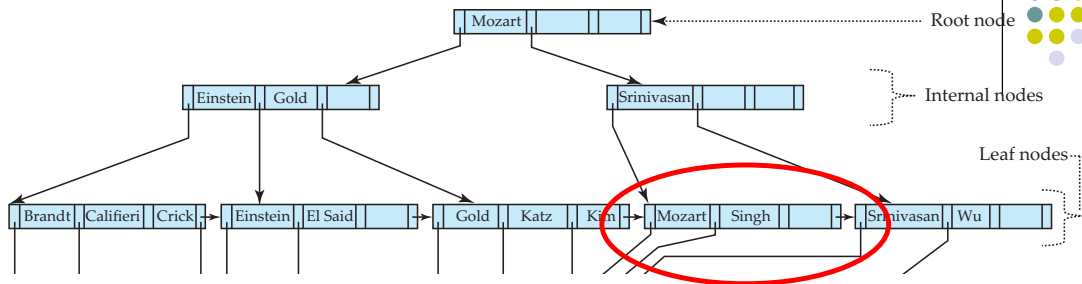 Mozart
Root node
Einstein Gold
Srinivasan
Internal nodes
Leaf nodes
Brandt Califieri Crick
Einstein El Said
Gold Katz Kim
Mozart Singh
Srinivasan Wu